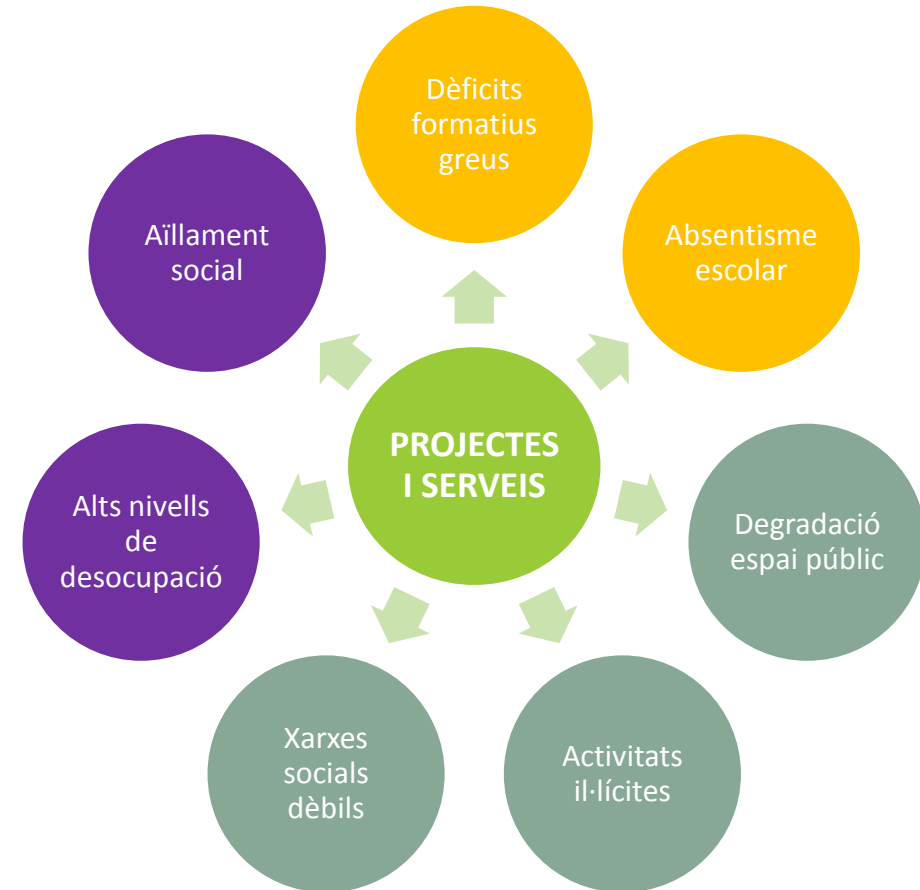 Dèficits
formatius
greus
Aïllament
social
Absentisme
escolar
PROJECTES
I SERVEIS
Alts nivells
de
desocupació
Degradació
espai públic
Xarxes
socials
dèbils
Activitats
il·lícites